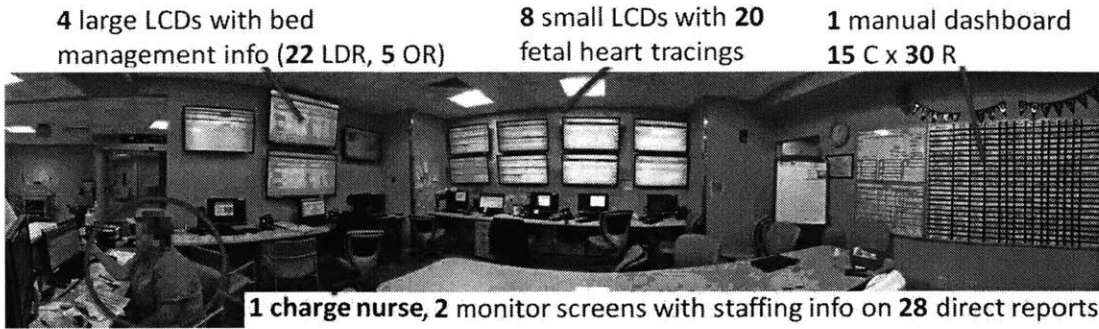 4 large LCDs with bed
management info (22 LDR, 5 OR)
8 small LCDs with 20
fetal heart tracings
1 manual dashboard
15 C x 30 R
1 charge nurse, 2 monitor screens with staffing info on 28 direct reports